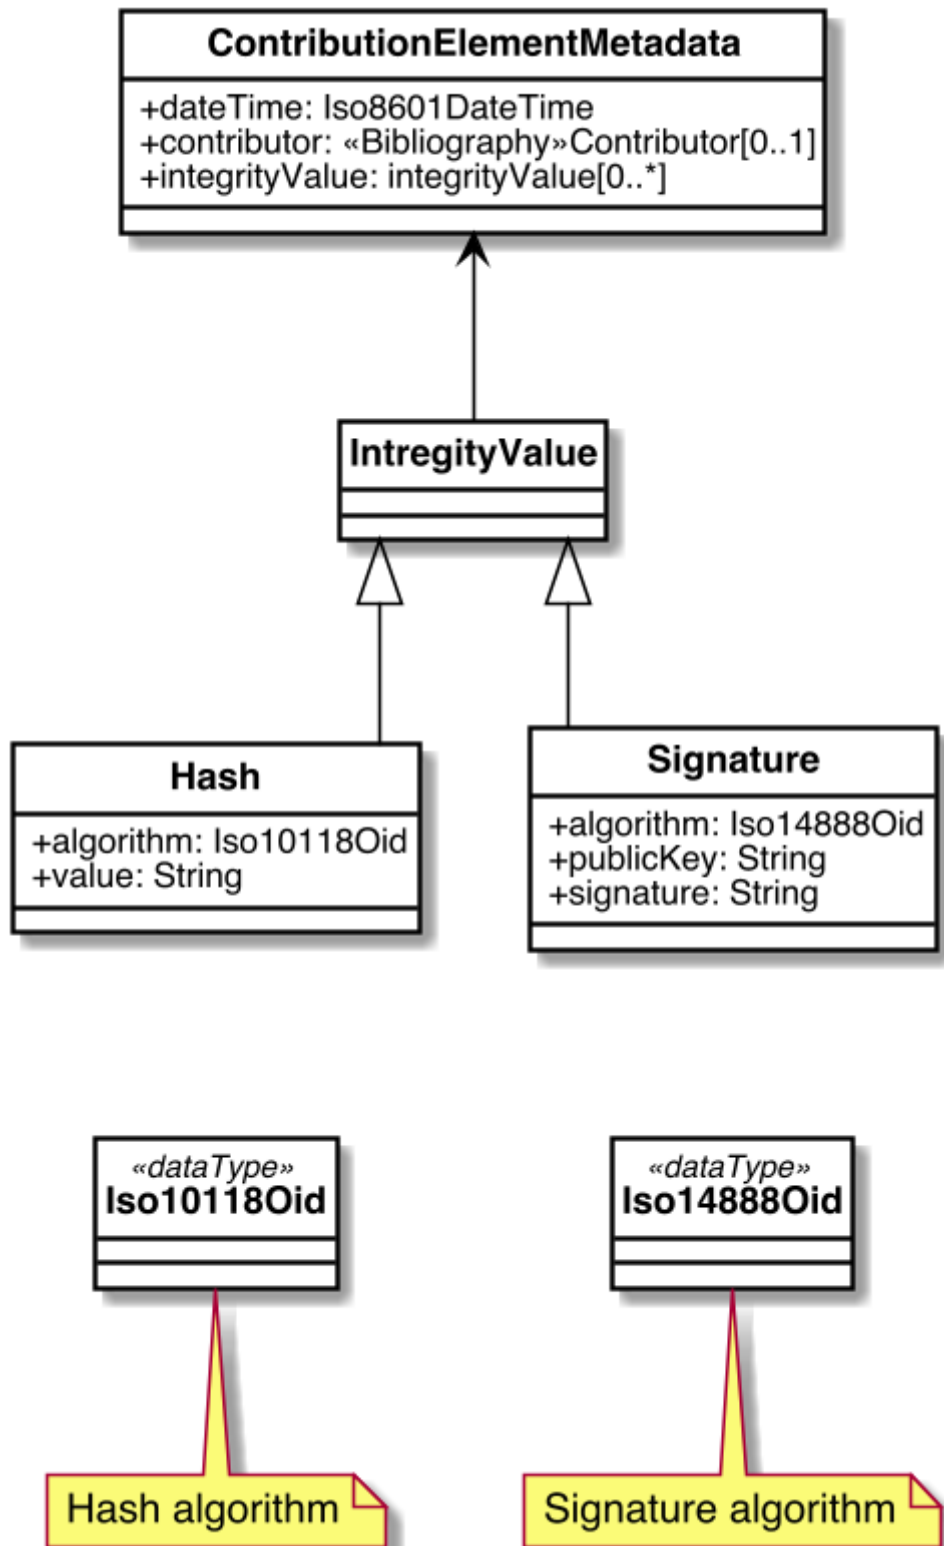 ContributionElementMetadata
+dateTime: Iso8601DateTime
+contributor: «Bibliography»Contributor[0..1]
+integrityValue: integrityValue[0..*]
IntregityValue
Hash
+algorithm: Iso10118Oid
+value: String
Signature
+algorithm: Iso14888Oid
+publicKey: String
+signature: String
«dataType»
Iso10118Oid
«dataType»
Iso14888Oid
Hash algorithm
Signature algorithm